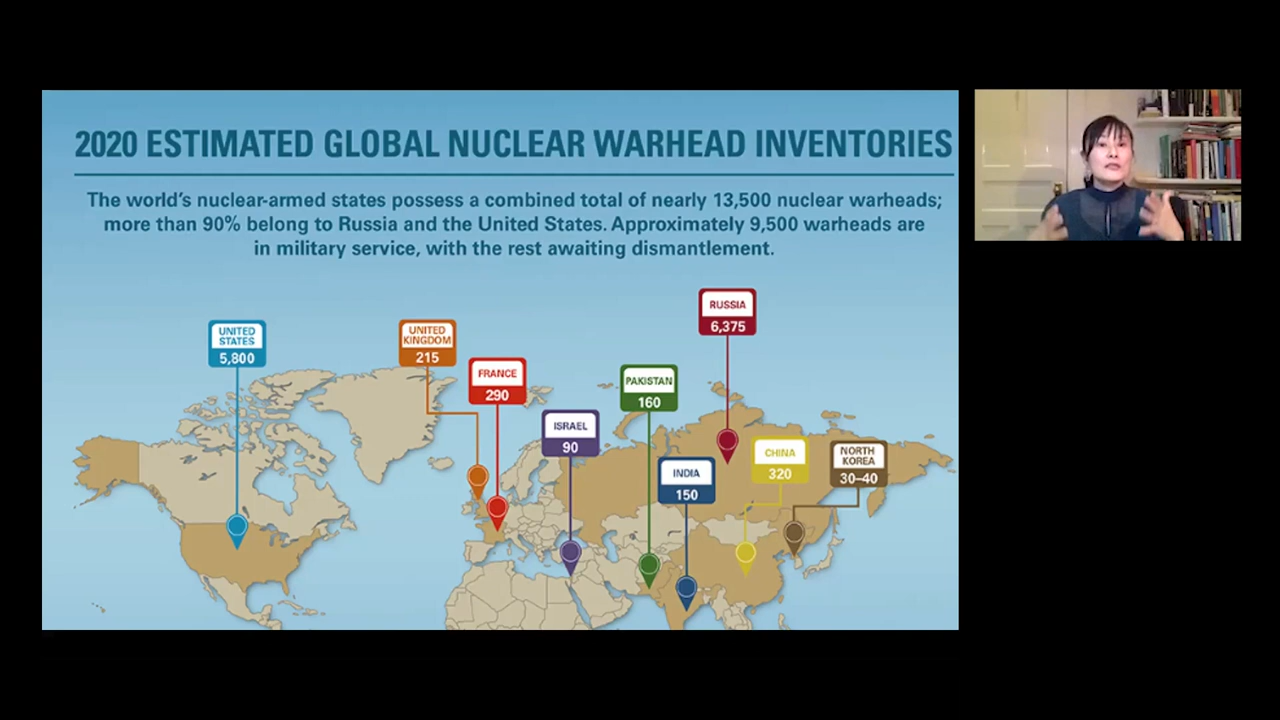 2020 ESTIMATED GLOBAL NUCLEAR WARHEAD INVENTORIES
The world's nuclear-armed states possess a combined total of nearly 13,500 nuclear warheads;
more than 90% belong to Russia and the United States. Approximately 9,500 warheads are
in military service, with the rest awaiting dismantlement.
RUSSIA
6,375
UNITED
STATES
5,800
UNITED
KINGDOM
215
FRANCE
290
PAKISTAN
160
ISRAEL
90
CHINA
320
NORTH
KOREA
30–40
INDIA
150